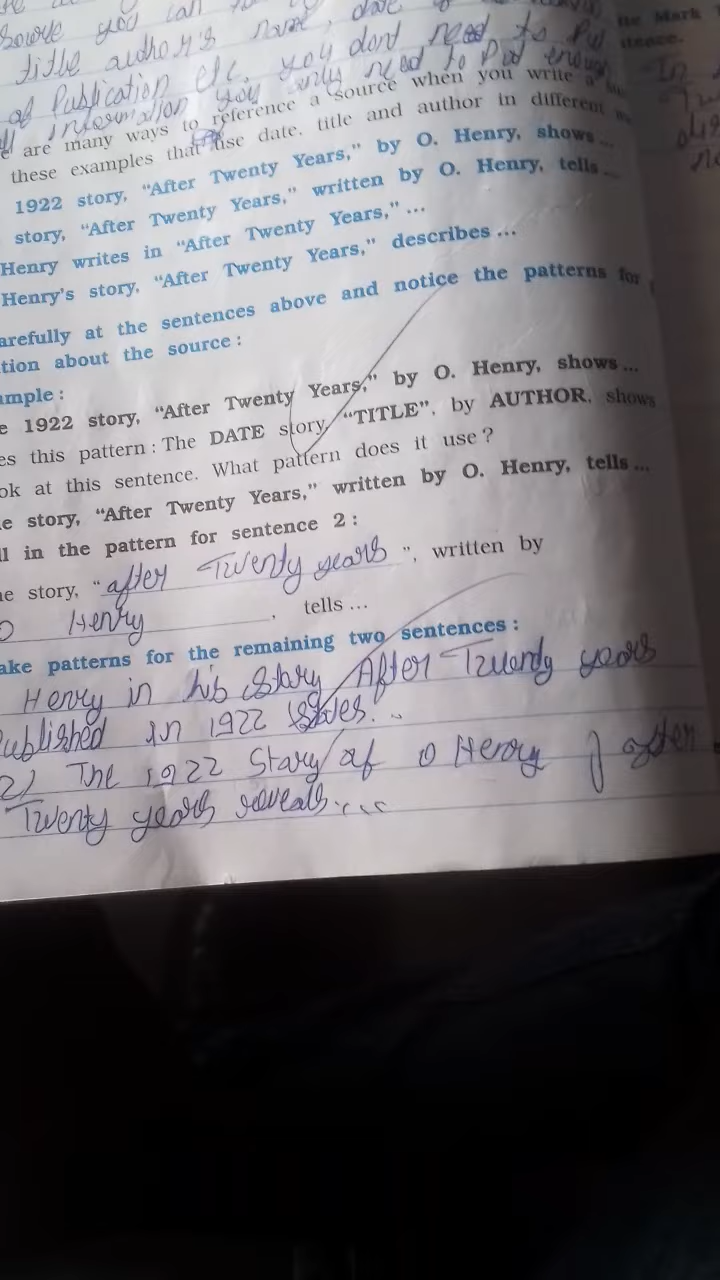 you can
title author's name, date
of Publication etc. you dont need to Put
information you only need to Put enough
are many ways to reference a source when you write a
these examples that use date. title and author in different
1922 story, “After Twenty Years,” by O. Henry, shows ...
story, “After Twenty Years,” written by O. Henry, tells ...
Henry writes in “After Twenty Years,” ...
Henry's story, “After Twenty Years,” describes ...
arefully at the sentences above and notice the patterns for
tion about the source :
ample :
e 1922 story, “After Twenty Years,” by O. Henry, shows ...
es this pattern : The DATE story, “TITLE”, by AUTHOR, shows
ok at this sentence. What pattern does it use ?
e story, “After Twenty Years,” written by O. Henry, tells ...
ll in the pattern for sentence 2 :
e story, “after Twenty years”, written by
O Henry, tells ...
ake patterns for the remaining two sentences :
Henry in his story After Twenty years
Published in 1922 states...
2) The 1922 Story of O Henry after
Twenty years reveals....